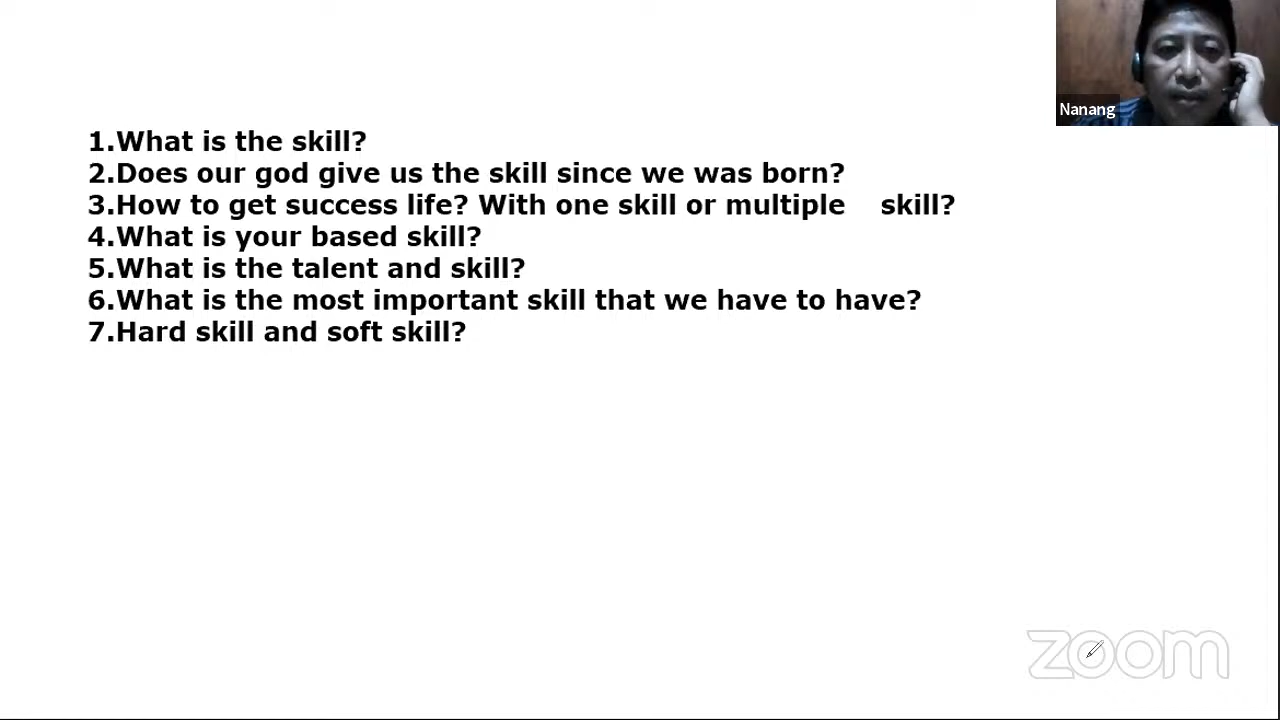 Nanang
1.What is the skill?
2.Does our god give us the skill since we was born?
3.How to get success life? With one skill or multiple    skill?
4.What is your based skill?
5.What is the talent and skill?
6.What is the most important skill that we have to have?
7.Hard skill and soft skill?
zoom